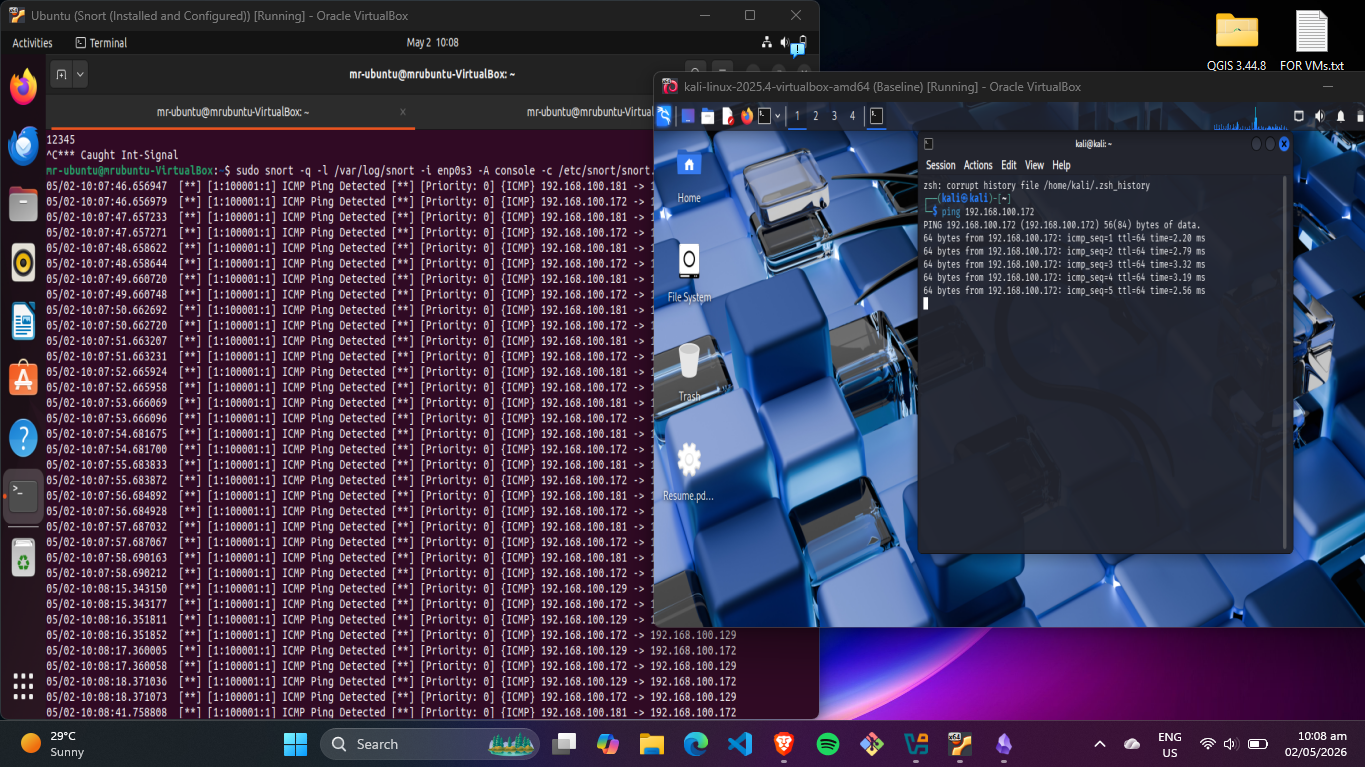 Ubuntu (Snort (Installed and Configured)) [Running] - Oracle VirtualBox
Activities
Terminal
May 2 10:08
mr-ubuntu@mrubuntu-VirtualBox: ~
mr-ubuntu@mrubuntu-VirtualBox: ~
mr-ubuntu@mrubuntu-VirtualBox: ~
12345
^C*** Caught Int-Signal
mr-ubuntu@mrubuntu-VirtualBox:~$ sudo snort -q -l /var/log/snort -i enp0s3 -A console -c /etc/snort/snort.
05/02-10:07:46.656947 [**] [1:100001:1] ICMP Ping Detected [**] [Priority: 0] {ICMP} 192.168.100.181 -> 1
05/02-10:07:46.656979 [**] [1:100001:1] ICMP Ping Detected [**] [Priority: 0] {ICMP} 192.168.100.172 -> 1
05/02-10:07:47.657233 [**] [1:100001:1] ICMP Ping Detected [**] [Priority: 0] {ICMP} 192.168.100.181 -> 1
05/02-10:07:47.657271 [**] [1:100001:1] ICMP Ping Detected [**] [Priority: 0] {ICMP} 192.168.100.172 -> 1
05/02-10:07:48.658622 [**] [1:100001:1] ICMP Ping Detected [**] [Priority: 0] {ICMP} 192.168.100.181 -> 1
05/02-10:07:48.658644 [**] [1:100001:1] ICMP Ping Detected [**] [Priority: 0] {ICMP} 192.168.100.172 -> 1
05/02-10:07:49.660720 [**] [1:100001:1] ICMP Ping Detected [**] [Priority: 0] {ICMP} 192.168.100.181 -> 1
05/02-10:07:49.660748 [**] [1:100001:1] ICMP Ping Detected [**] [Priority: 0] {ICMP} 192.168.100.172 -> 1
05/02-10:07:50.662692 [**] [1:100001:1] ICMP Ping Detected [**] [Priority: 0] {ICMP} 192.168.100.181 -> 1
05/02-10:07:50.662720 [**] [1:100001:1] ICMP Ping Detected [**] [Priority: 0] {ICMP} 192.168.100.172 -> 1
05/02-10:07:51.663207 [**] [1:100001:1] ICMP Ping Detected [**] [Priority: 0] {ICMP} 192.168.100.181 -> 1
05/02-10:07:51.663231 [**] [1:100001:1] ICMP Ping Detected [**] [Priority: 0] {ICMP} 192.168.100.172 -> 1
05/02-10:07:52.665924 [**] [1:100001:1] ICMP Ping Detected [**] [Priority: 0] {ICMP} 192.168.100.181 -> 1
05/02-10:07:52.665958 [**] [1:100001:1] ICMP Ping Detected [**] [Priority: 0] {ICMP} 192.168.100.172 -> 1
05/02-10:07:53.666069 [**] [1:100001:1] ICMP Ping Detected [**] [Priority: 0] {ICMP} 192.168.100.181 -> 1
05/02-10:07:53.666096 [**] [1:100001:1] ICMP Ping Detected [**] [Priority: 0] {ICMP} 192.168.100.172 -> 1
05/02-10:07:54.681675 [**] [1:100001:1] ICMP Ping Detected [**] [Priority: 0] {ICMP} 192.168.100.181 -> 1
05/02-10:07:54.681700 [**] [1:100001:1] ICMP Ping Detected [**] [Priority: 0] {ICMP} 192.168.100.172 -> 1
05/02-10:07:55.683833 [**] [1:100001:1] ICMP Ping Detected [**] [Priority: 0] {ICMP} 192.168.100.181 -> 1
05/02-10:07:55.683872 [**] [1:100001:1] ICMP Ping Detected [**] [Priority: 0] {ICMP} 192.168.100.172 -> 1
05/02-10:07:56.684892 [**] [1:100001:1] ICMP Ping Detected [**] [Priority: 0] {ICMP} 192.168.100.181 -> 1
05/02-10:07:56.684928 [**] [1:100001:1] ICMP Ping Detected [**] [Priority: 0] {ICMP} 192.168.100.172 -> 1
05/02-10:07:57.687032 [**] [1:100001:1] ICMP Ping Detected [**] [Priority: 0] {ICMP} 192.168.100.181 -> 1
05/02-10:07:57.687067 [**] [1:100001:1] ICMP Ping Detected [**] [Priority: 0] {ICMP} 192.168.100.172 -> 1
05/02-10:07:58.690163 [**] [1:100001:1] ICMP Ping Detected [**] [Priority: 0] {ICMP} 192.168.100.181 -> 1
05/02-10:07:58.690212 [**] [1:100001:1] ICMP Ping Detected [**] [Priority: 0] {ICMP} 192.168.100.172 -> 1
05/02-10:08:15.343150 [**] [1:100001:1] ICMP Ping Detected [**] [Priority: 0] {ICMP} 192.168.100.129 -> 1
05/02-10:08:15.343177 [**] [1:100001:1] ICMP Ping Detected [**] [Priority: 0] {ICMP} 192.168.100.172 -> 1
05/02-10:08:16.351811 [**] [1:100001:1] ICMP Ping Detected [**] [Priority: 0] {ICMP} 192.168.100.129 -> 1
05/02-10:08:16.351852 [**] [1:100001:1] ICMP Ping Detected [**] [Priority: 0] {ICMP} 192.168.100.172 -> 192.168.100.129
05/02-10:08:17.360005 [**] [1:100001:1] ICMP Ping Detected [**] [Priority: 0] {ICMP} 192.168.100.129 -> 192.168.100.172
05/02-10:08:17.360058 [**] [1:100001:1] ICMP Ping Detected [**] [Priority: 0] {ICMP} 192.168.100.172 -> 192.168.100.129
05/02-10:08:18.371036 [**] [1:100001:1] ICMP Ping Detected [**] [Priority: 0] {ICMP} 192.168.100.129 -> 192.168.100.172
05/02-10:08:18.371073 [**] [1:100001:1] ICMP Ping Detected [**] [Priority: 0] {ICMP} 192.168.100.172 -> 192.168.100.129
05/02-10:08:41.758808 [**] [1:100001:1] ICMP Ping Detected [**] [Priority: 0] {ICMP} 192.168.100.181 -> 192.168.100.172
QGIS 3.44.8
FOR VMs.txt
kali-linux-2025.4-virtualbox-amd64 (Baseline) [Running] - Oracle VirtualBox
1 2 3 4
Home
File System
Trash
Resume.pd...
kali@kali: ~
Session Actions Edit View Help
zsh: corrupt history file /home/kali/.zsh_history
(kali㉿kali)-[~]
$ ping 192.168.100.172
PING 192.168.100.172 (192.168.100.172) 56(84) bytes of data.
64 bytes from 192.168.100.172: icmp_seq=1 ttl=64 time=2.20 ms
64 bytes from 192.168.100.172: icmp_seq=2 ttl=64 time=2.79 ms
64 bytes from 192.168.100.172: icmp_seq=3 ttl=64 time=3.32 ms
64 bytes from 192.168.100.172: icmp_seq=4 ttl=64 time=3.19 ms
64 bytes from 192.168.100.172: icmp_seq=5 ttl=64 time=2.56 ms
29°C
Sunny
Search
ENG
US
10:08 am
02/05/2026